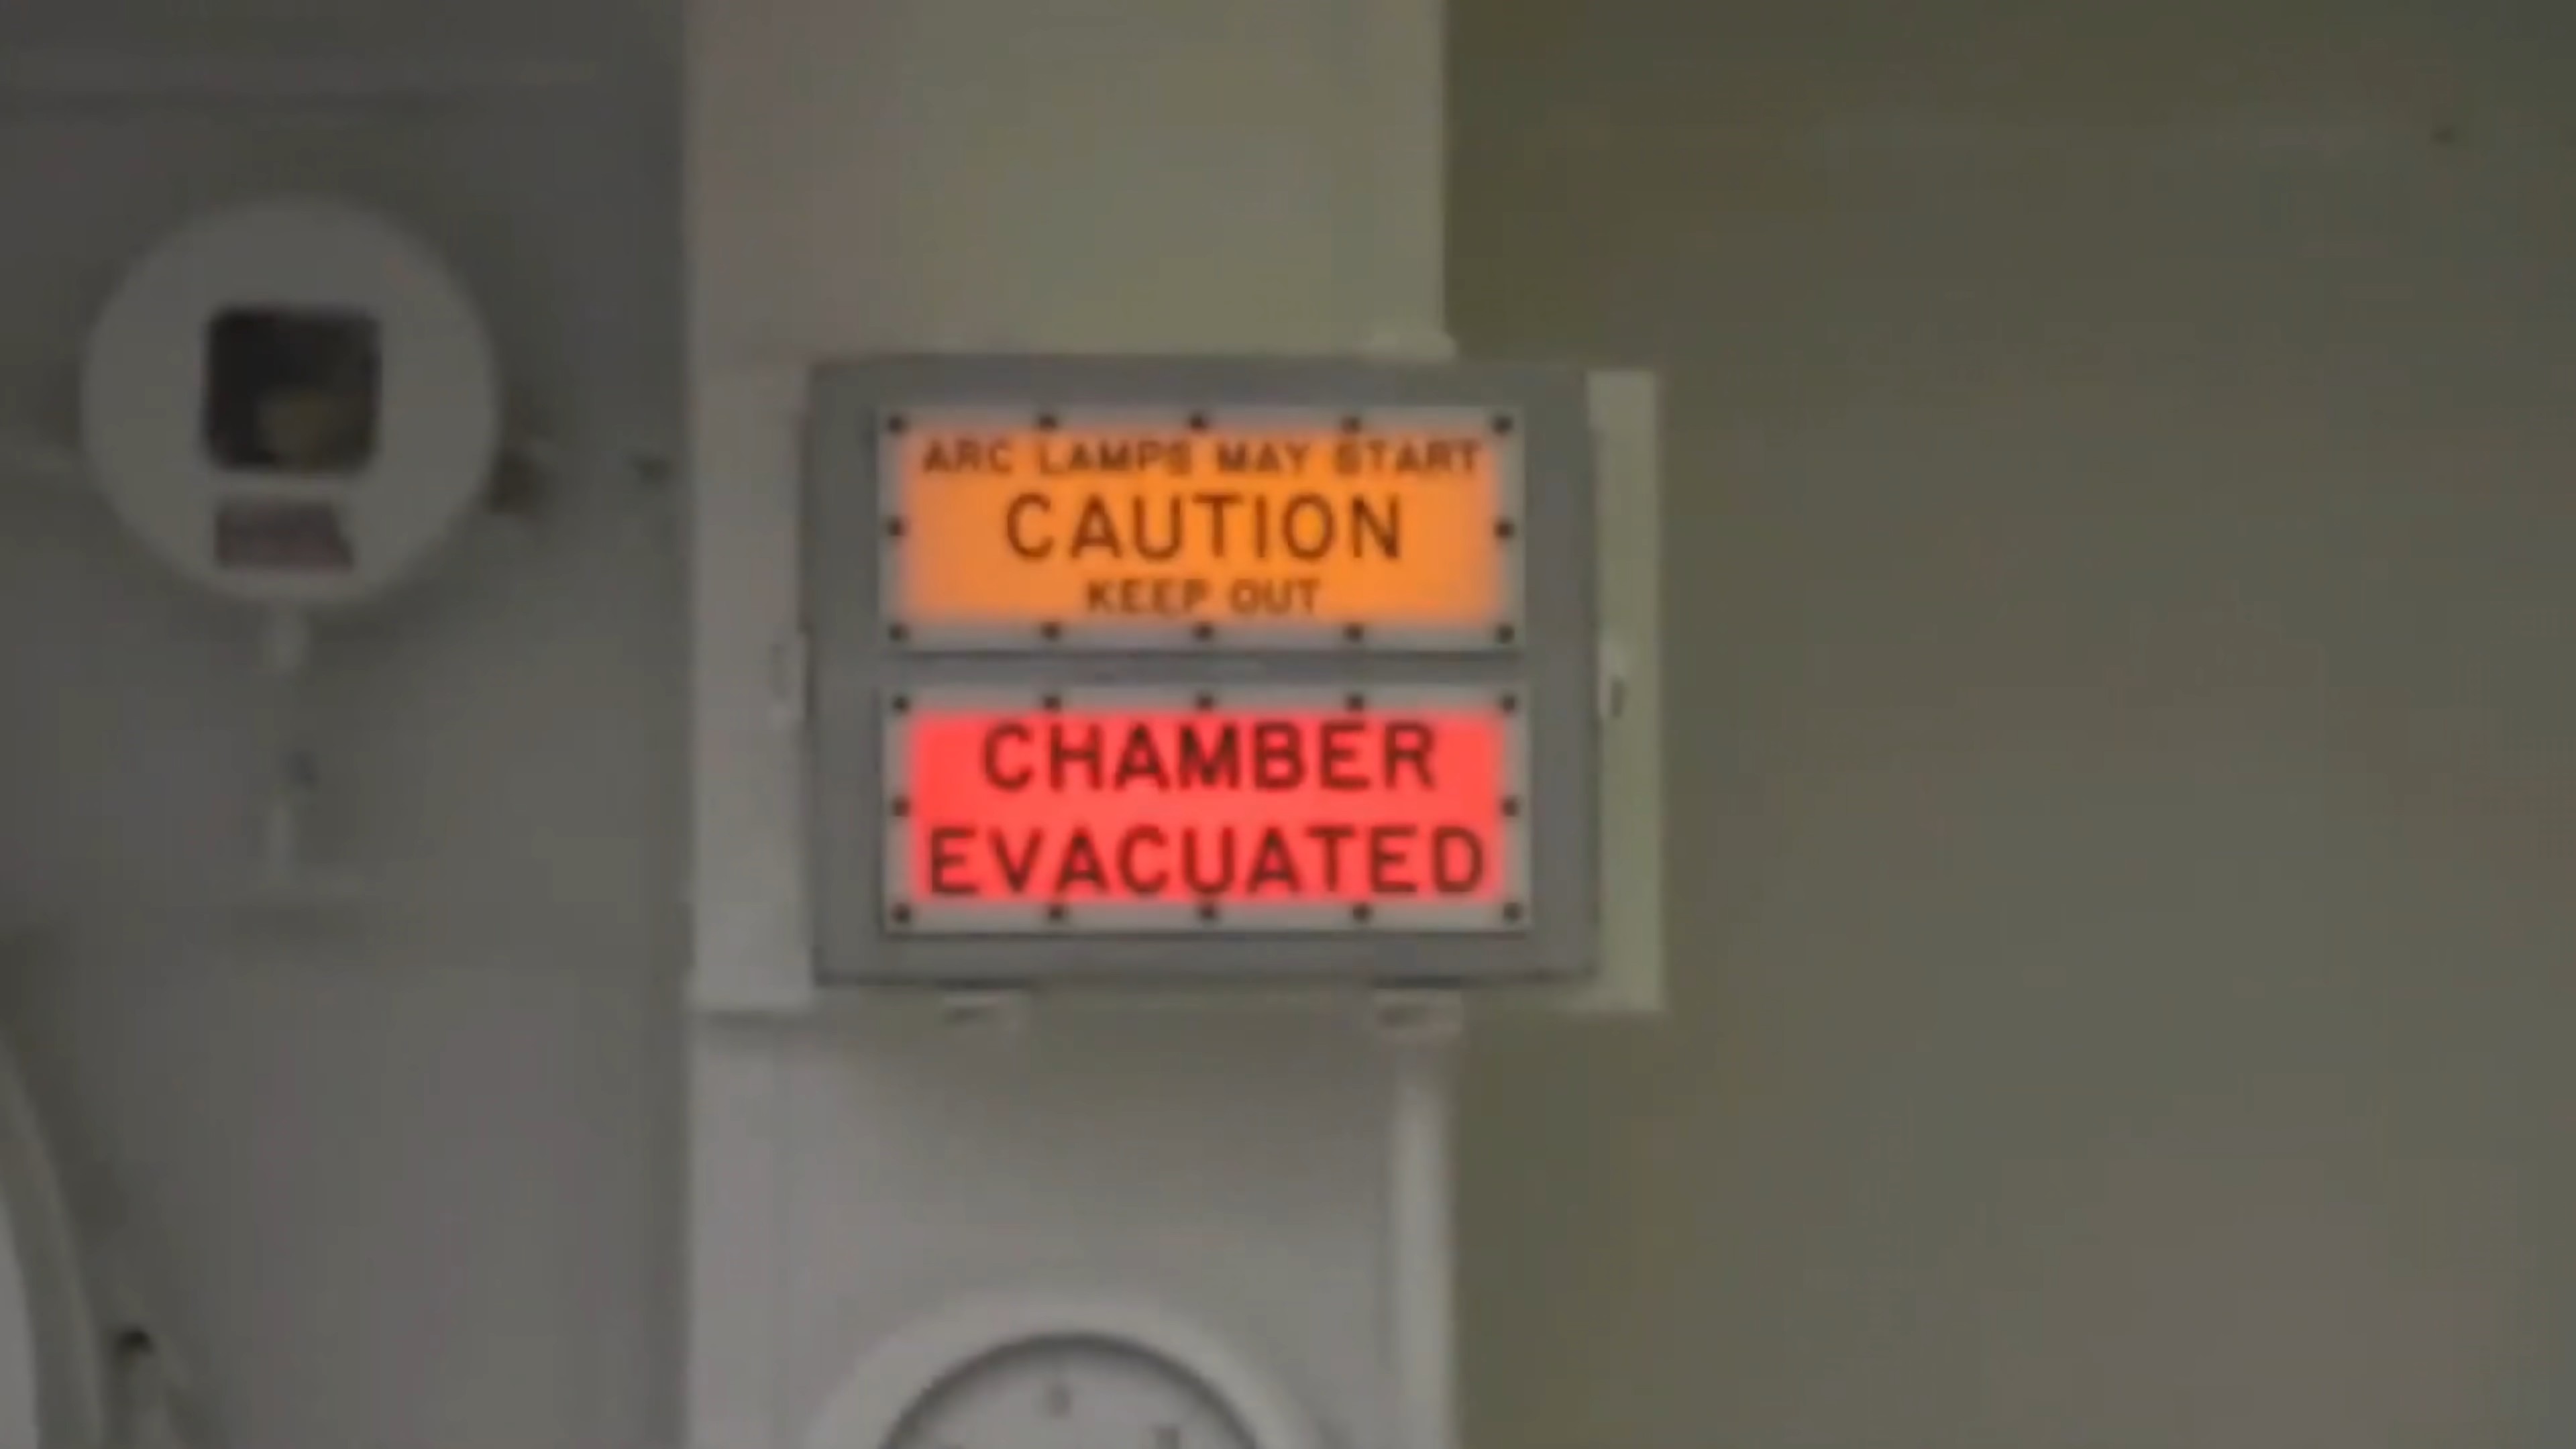 ARC LAMPS MAY START
CAUTION
KEEP OUT
CHAMBER
EVACUATED